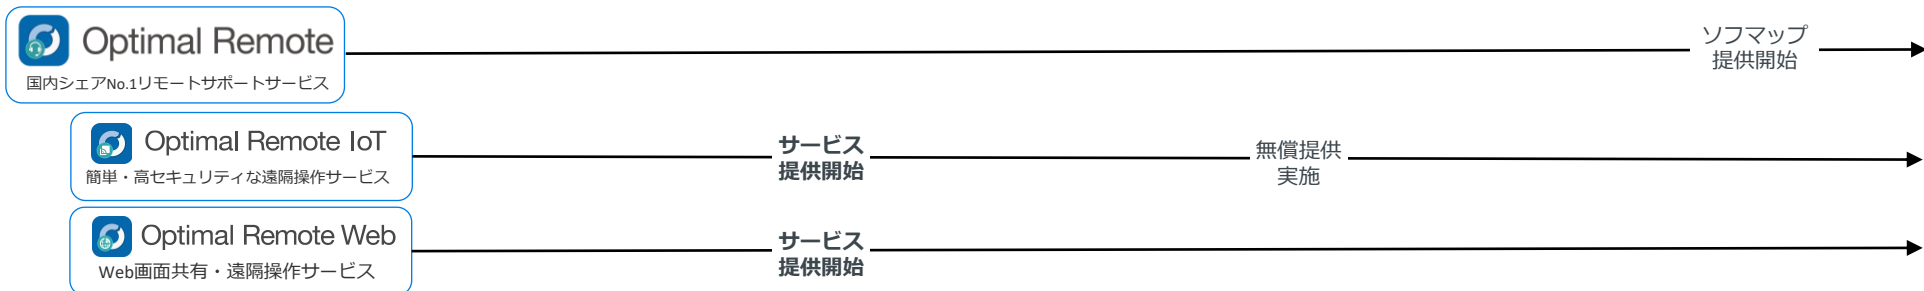 Optimal Remote
国内シェアNo.1リモートサポートサービス
ソフマップ
提供開始
Optimal Remote IoT
簡単・高セキュリティな遠隔操作サービス
サービス
提供開始
無償提供
実施
Optimal Remote Web
Web画面共有・遠隔操作サービス
サービス
提供開始